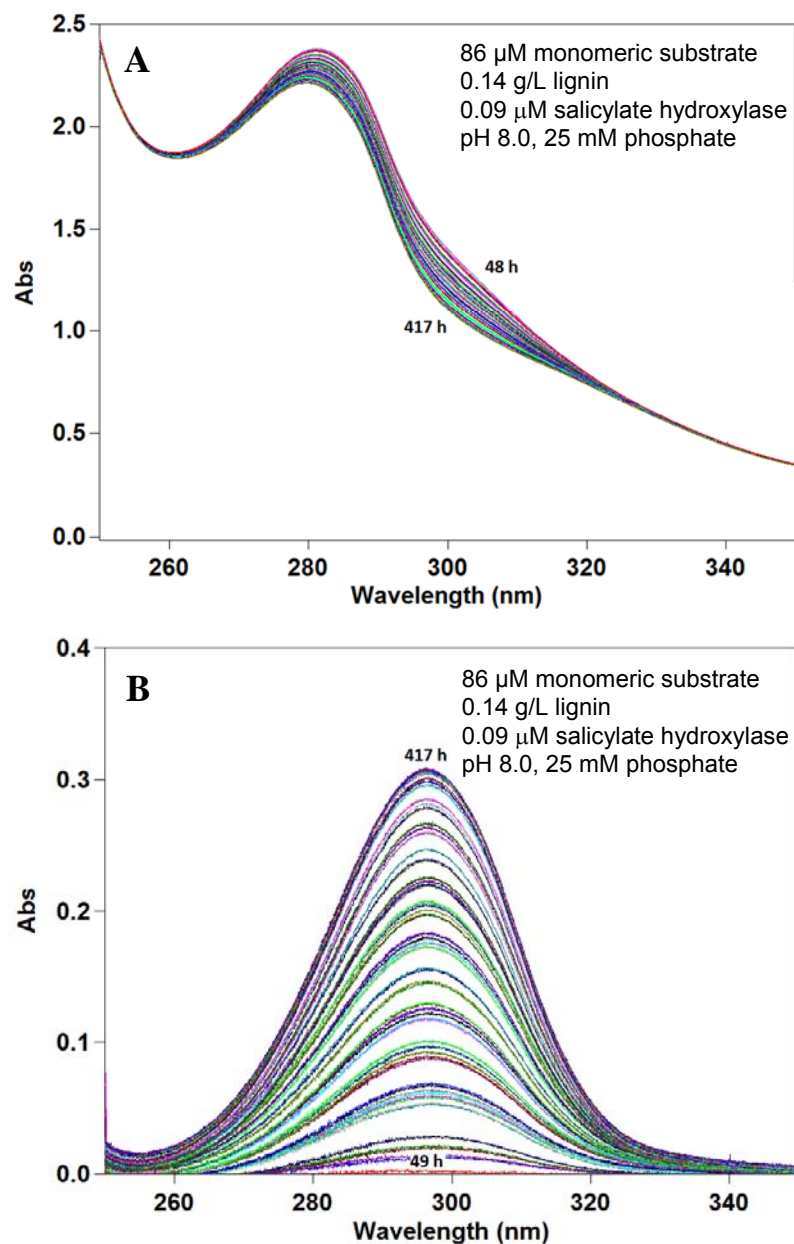 2.5
A
86 µM monomeric substrate
0.14 g/L lignin
0.09 μM salicylate hydroxylase
pH 8.0, 25 mM phosphate
2.0
1.5
48 h
Abs
1.0
417 h
0.5
0.0
260 280 300 320 340
Wavelength (nm)
0.4
B
86 µM monomeric substrate
0.14 g/L lignin
0.09 μM salicylate hydroxylase
pH 8.0, 25 mM phosphate
417 h
0.3
Abs
0.2
0.1
49 h
0.0
260 280 300 320 340
Wavelength (nm)